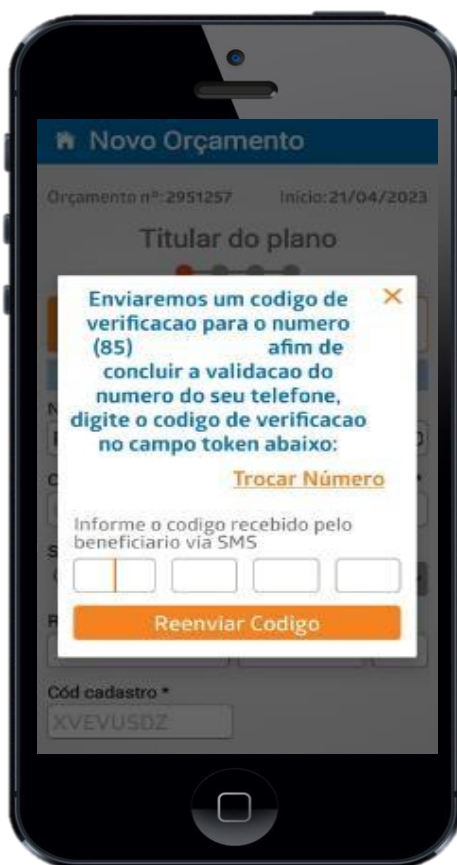 Novo Orçamento
Orçamento nº:2951257 Início:21/04/2023
Titular do plano
Enviaremos um codigo de
verificacao para o numero
(85) afim de
concluir a validacao do
numero do seu telefone,
digite o codigo de verificacao
no campo token abaixo:
Trocar Número
Informe o codigo recebido pelo
beneficiario via SMS
Reenviar Codigo
Cód cadastro *
XVEVUSDZ